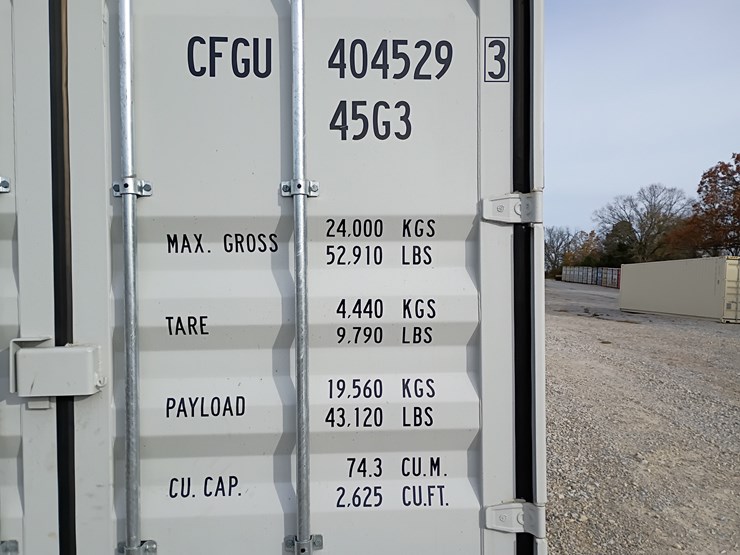 CFGU 404529 3
45G3
MAX. GROSS 24.000 KGS
52.910 LBS
TARE 4.440 KGS
9.790 LBS
PAYLOAD 19.560 KGS
43.120 LBS
CU. CAP. 74.3 CU.M.
2.625 CU.FT.